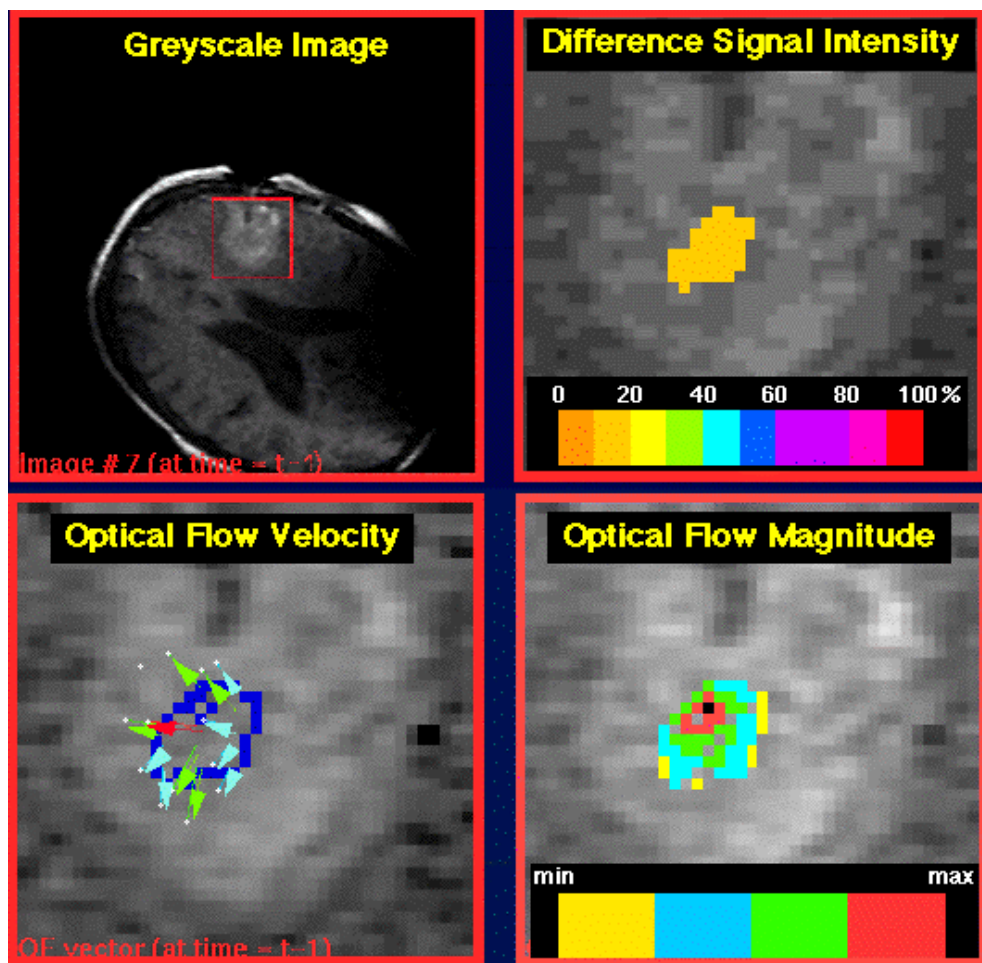 Greyscale Image
Image # 7 (at time = t-1)
Difference Signal Intensity
0 20 40 60 80 100%
Optical Flow Velocity
OF vector (at time = t-1)
Optical Flow Magnitude
min max